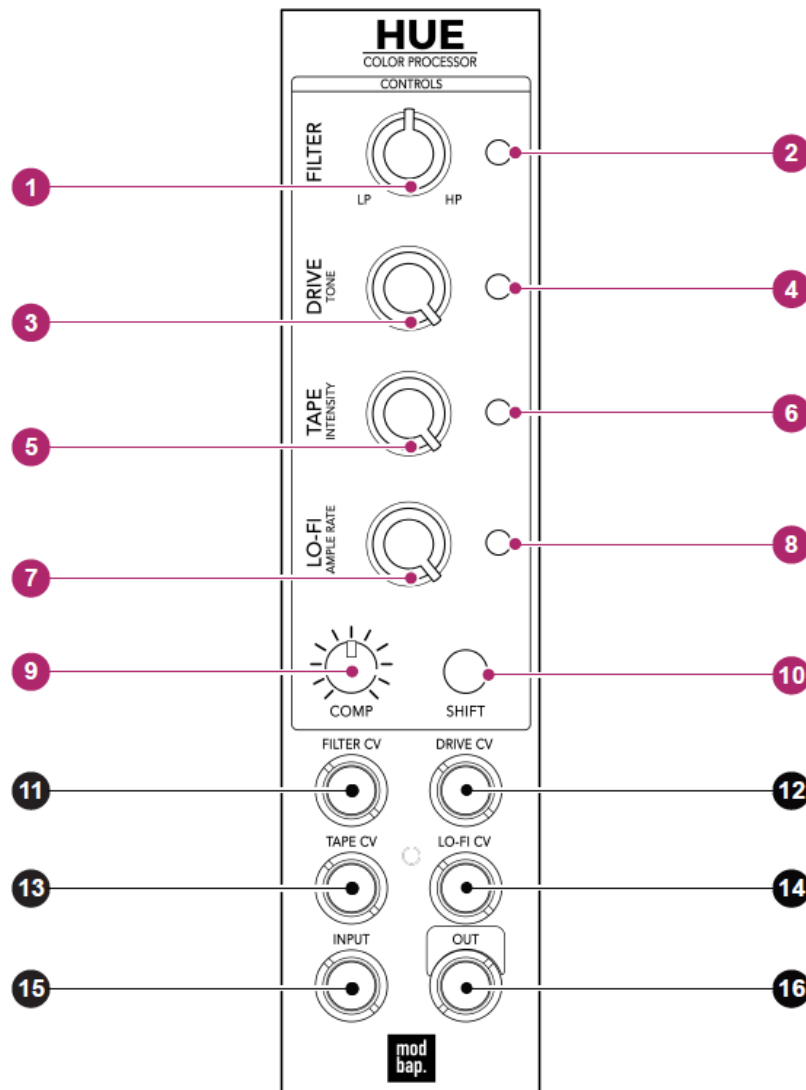 HUE
COLOR PROCESSOR
CONTROLS
FILTER
1
2
LP
HP
DRIVE
TONE
3
4
TAPE
INTENSITY
5
6
LO-FI
AMPLE RATE
7
8
9
10
COMP
SHIFT
FILTER CV
DRIVE CV
11
12
TAPE CV
LO-FI CV
13
14
INPUT
OUT
15
16
mod
bap.